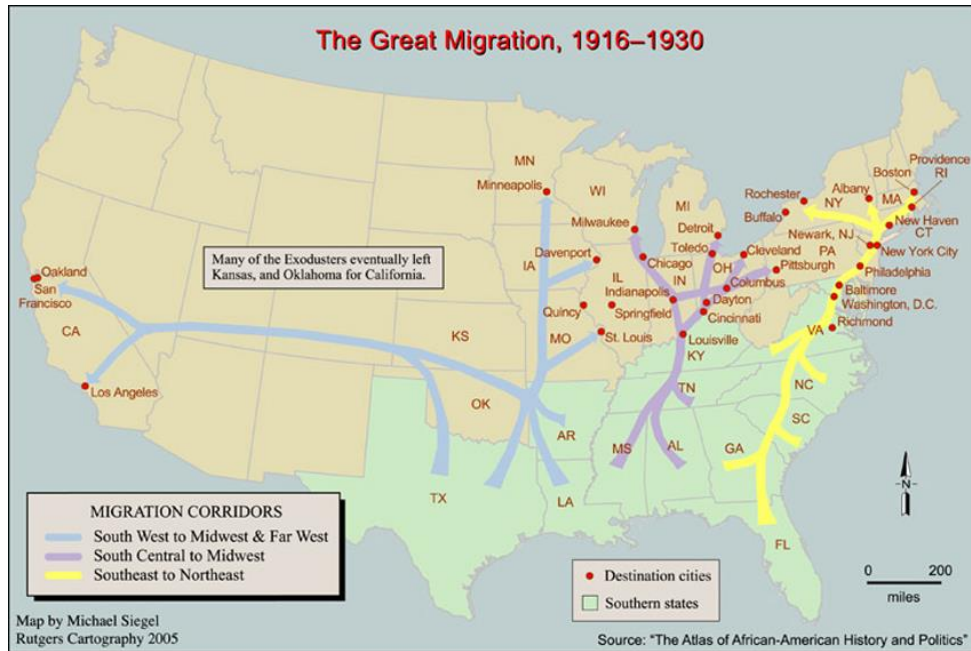 The Great Migration, 1916–1930
MN
Minneapolis
WI
MI
Milwaukee
Detroit
Toledo
Chicago
Davenport
IA
IL
IN
OH
Cleveland
Pittsburgh
Columbus
Indianapolis
Dayton
Cincinnati
Quincy
Springfield
MO
St. Louis
Louisville
KY
Rochester
Buffalo
Albany
NY
Boston
MA
Providence
RI
New Haven
CT
Newark, NJ
New York City
PA
Philadelphia
Baltimore
Washington, D.C.
Richmond
VA
Many of the Exodusters eventually left
Kansas, and Oklahoma for California.
Oakland
San
Francisco
CA
Los Angeles
KS
OK
TX
AR
LA
TN
MS
AL
NC
SC
GA
FL
MIGRATION CORRIDORS
South West to Midwest & Far West
South Central to Midwest
Southeast to Northeast
Destination cities
Southern states
N
0 200
miles
Map by Michael Siegel
Rutgers Cartography 2005
Source: "The Atlas of African-American History and Politics"